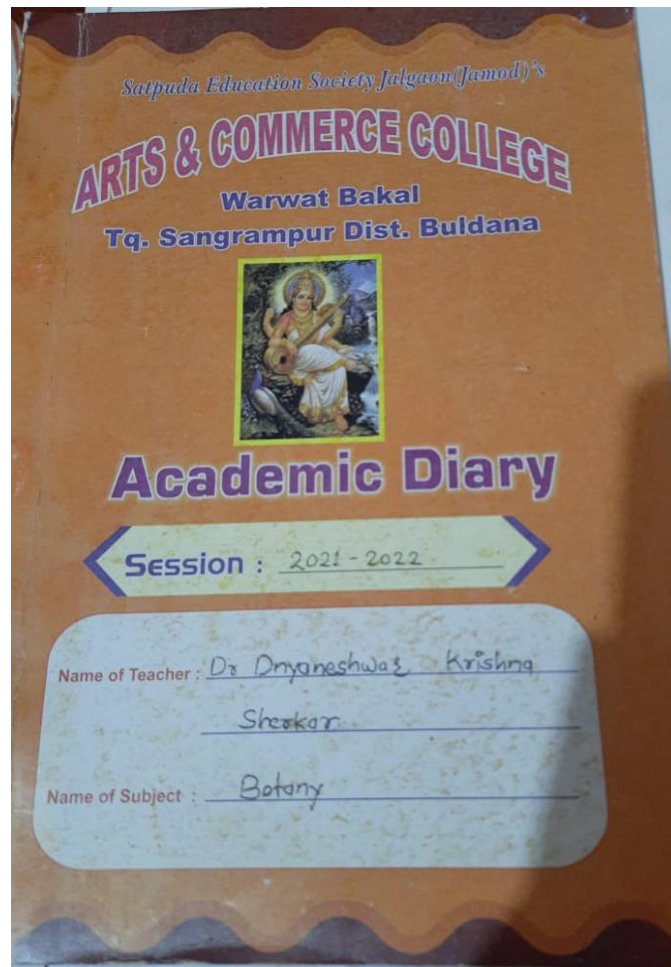 Satpuda Education Society Jalgaon(Jamod)'s
ARTS & COMMERCE COLLEGE
Warwat Bakal
Tq. Sangrampur Dist. Buldana
Academic Diary
Session : 2021-2022
Name of Teacher : Dr Dnyaneshwar Krishna
Sherkar
Name of Subject : Botany